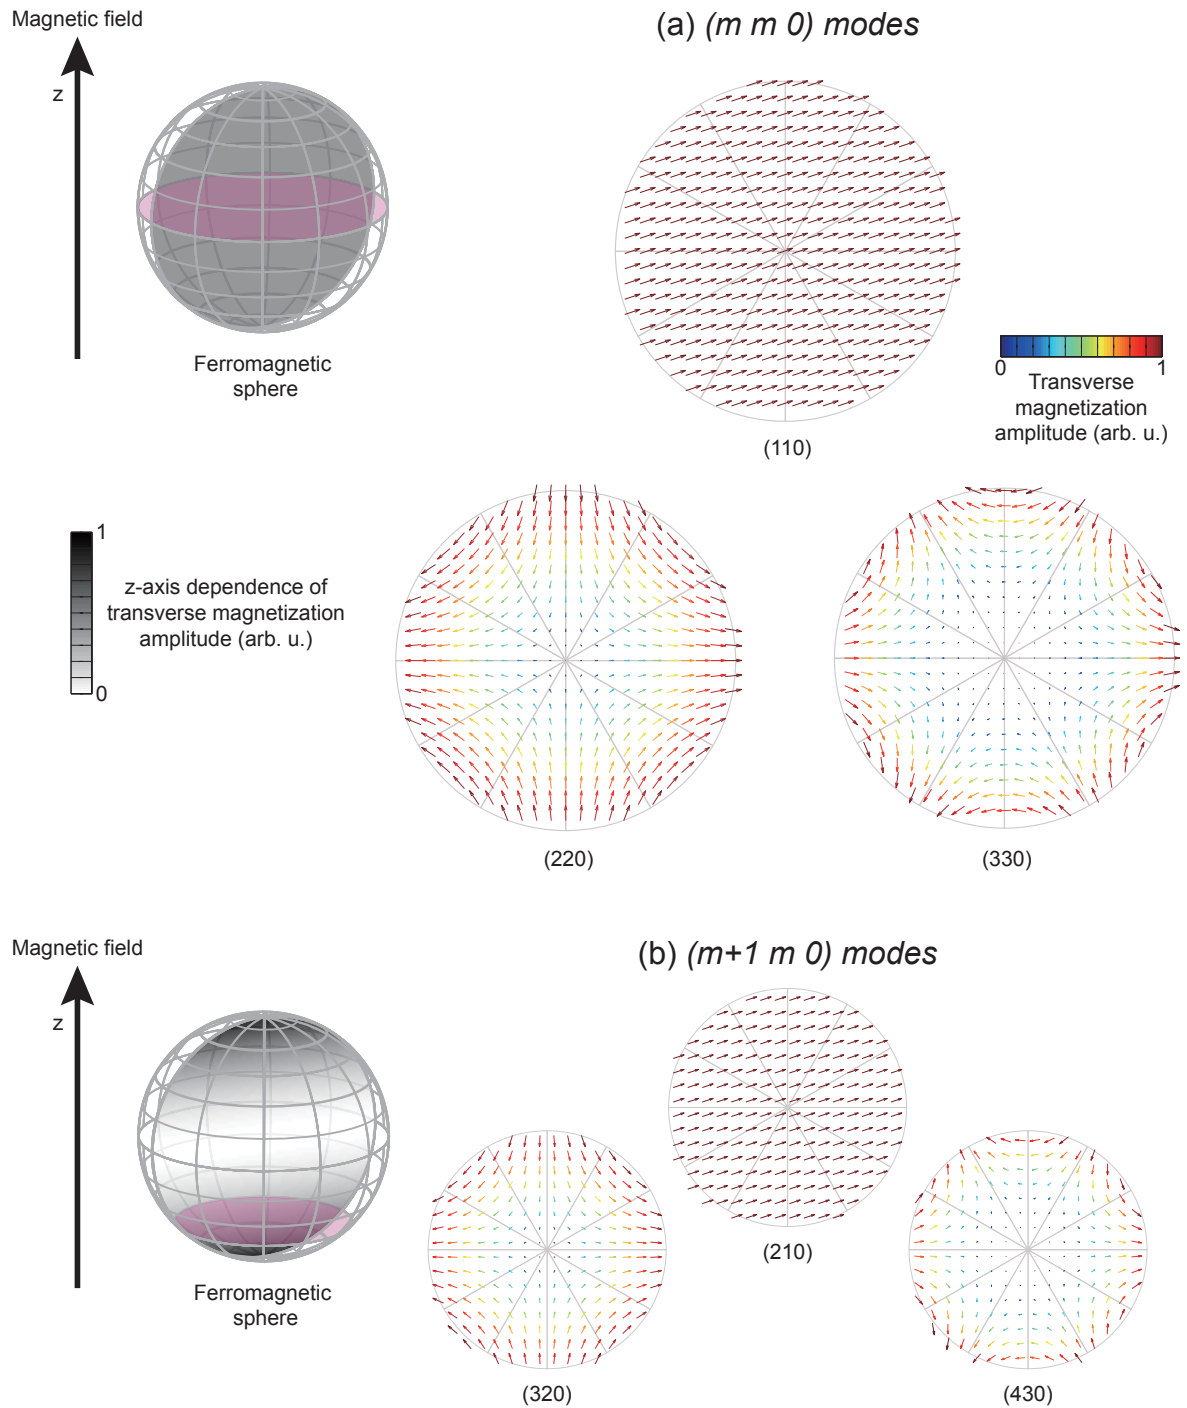 Magnetic field
z
Ferromagnetic
sphere
(a) (m m 0) modes
(110)
0 1
Transverse
magnetization
amplitude (arb. u.)
1
z-axis dependence of
transverse magnetization
amplitude (arb. u.)
0
(220)
(330)
Magnetic field
z
Ferromagnetic
sphere
(b) (m+1 m 0) modes
(210)
(320)
(430)